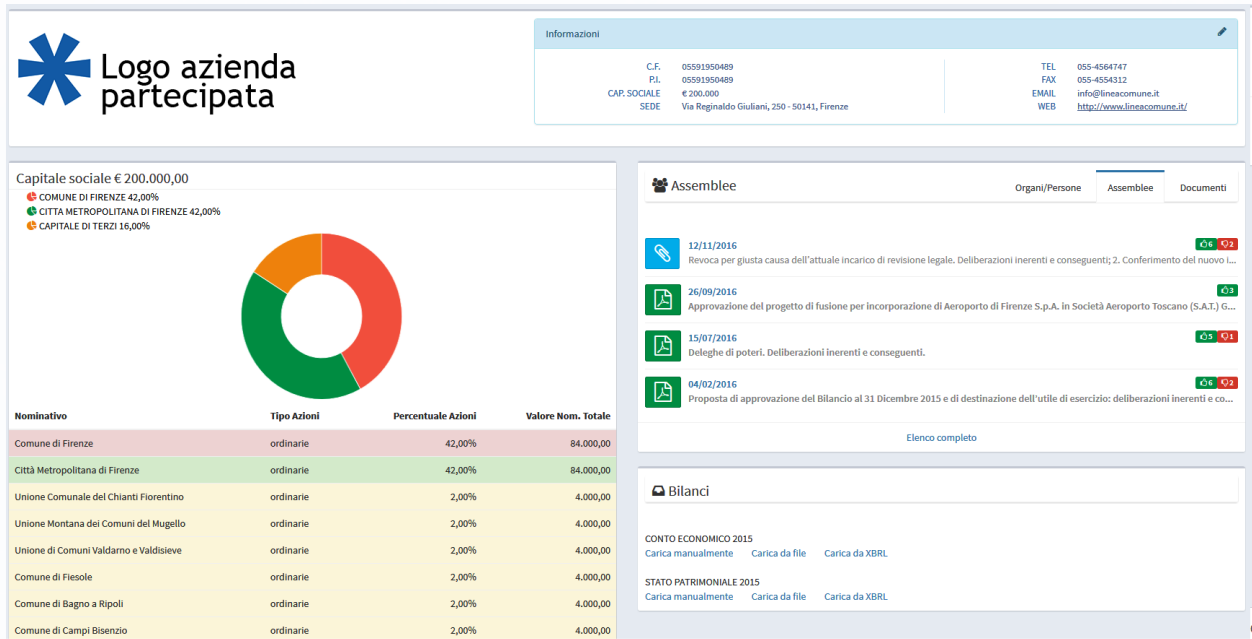 Logo azienda
partecipata
Informazioni
C.F. 05591950489
P.I. 05591950489
CAP. SOCIALE € 200.000
SEDE Via Reginaldo Giuliani, 250 - 50141, Firenze
TEL 055-4564747
FAX 055-4554312
EMAIL info@lineacomune.it
WEB http://www.lineacomune.it/
Capitale sociale € 200.000,00
COMUNE DI FIRENZE 42,00%
CITTA METROPOLITANA DI FIRENZE 42,00%
CAPITALE DI TERZI 16,00%
Nominativo Tipo Azioni Percentuale Azioni Valore Nom. Totale
Comune di Firenze ordinarie 42,00% 84.000,00
Città Metropolitana di Firenze ordinarie 42,00% 84.000,00
Unione Comunale del Chianti Fiorentino ordinarie 2,00% 4.000,00
Unione Montana dei Comuni del Mugello ordinarie 2,00% 4.000,00
Unione di Comuni Valdarno e Valdisieve ordinarie 2,00% 4.000,00
Comune di Fiesole ordinarie 2,00% 4.000,00
Comune di Bagno a Ripoli ordinarie 2,00% 4.000,00
Comune di Campi Bisenzio ordinarie 2,00% 4.000,00
Assemblee Organi/Persone Assemblee Documenti
12/11/2016 6 2
Revoca per giusta causa dell'attuale incarico di revisione legale. Deliberazioni inerenti e conseguenti; 2. Conferimento del nuovo i...
26/09/2016 3
Approvazione del progetto di fusione per incorporazione di Aeroporto di Firenze S.p.A. in Società Aeroporto Toscano (S.A.T.) G...
15/07/2016 5 1
Deleghe di poteri. Deliberazioni inerenti e conseguenti.
04/02/2016 6 2
Proposta di approvazione del Bilancio al 31 Dicembre 2015 e di destinazione dell'utile di esercizio: deliberazioni inerenti e co...
Elenco completo
Bilanci
CONTO ECONOMICO 2015
Carica manualmente Carica da file Carica da XBRL
STATO PATRIMONIALE 2015
Carica manualmente Carica da file Carica da XBRL